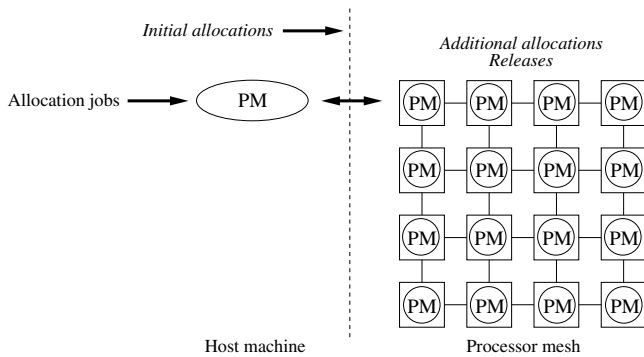 Initial allocations
Additional allocations
Releases
Allocation jobs
PM
PM PM PM PM
PM PM PM PM
PM PM PM PM
PM PM PM PM
Host machine
Processor mesh